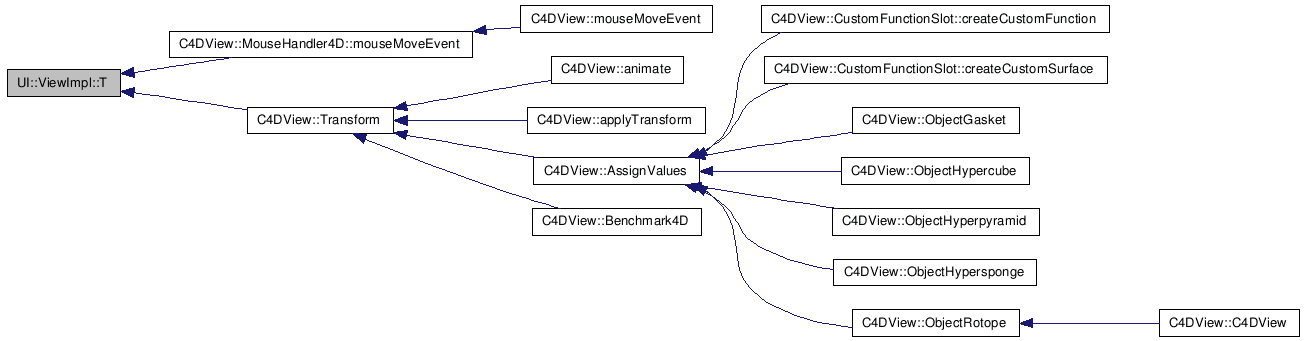 C4DView::mouseMoveEvent
C4DView::CustomFunctionSlot::createCustomFunction
C4DView::MouseHandler4D::mouseMoveEvent
C4DView::animate
C4DView::CustomFunctionSlot::createCustomSurface
UI::ViewImpl::T
C4DView::Transform
C4DView::applyTransform
C4DView::ObjectGasket
C4DView::AssignValues
C4DView::ObjectHypercube
C4DView::Benchmark4D
C4DView::ObjectHyperpyramid
C4DView::ObjectHypersponge
C4DView::ObjectRotope
C4DView::C4DView